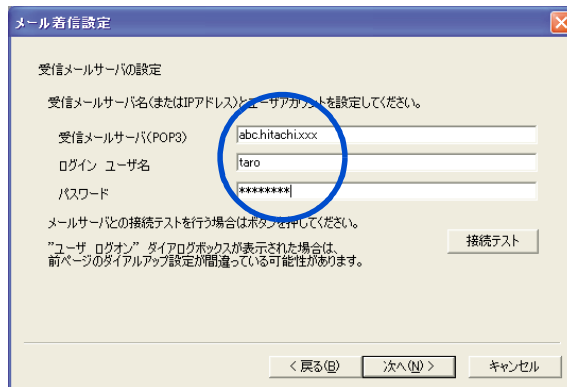 メール着信設定
受信メールサーバの設定
受信メールサーバ名(またはIPアドレス)とユーザアカウントを設定してください。
受信メールサーバ(POP3)
abc.hitachi.xxx
ログイン ユーザ名
taro
パスワード
********
メールサーバとの接続テストを行う場合はボタンを押してください。
"ユーザ ログオン" ダイアログボックスが表示された場合は、
前ページのダイアルアップ設定が間違っている可能性があります。
接続テスト
< 戻る(B)
次へ(N) >
キャンセル